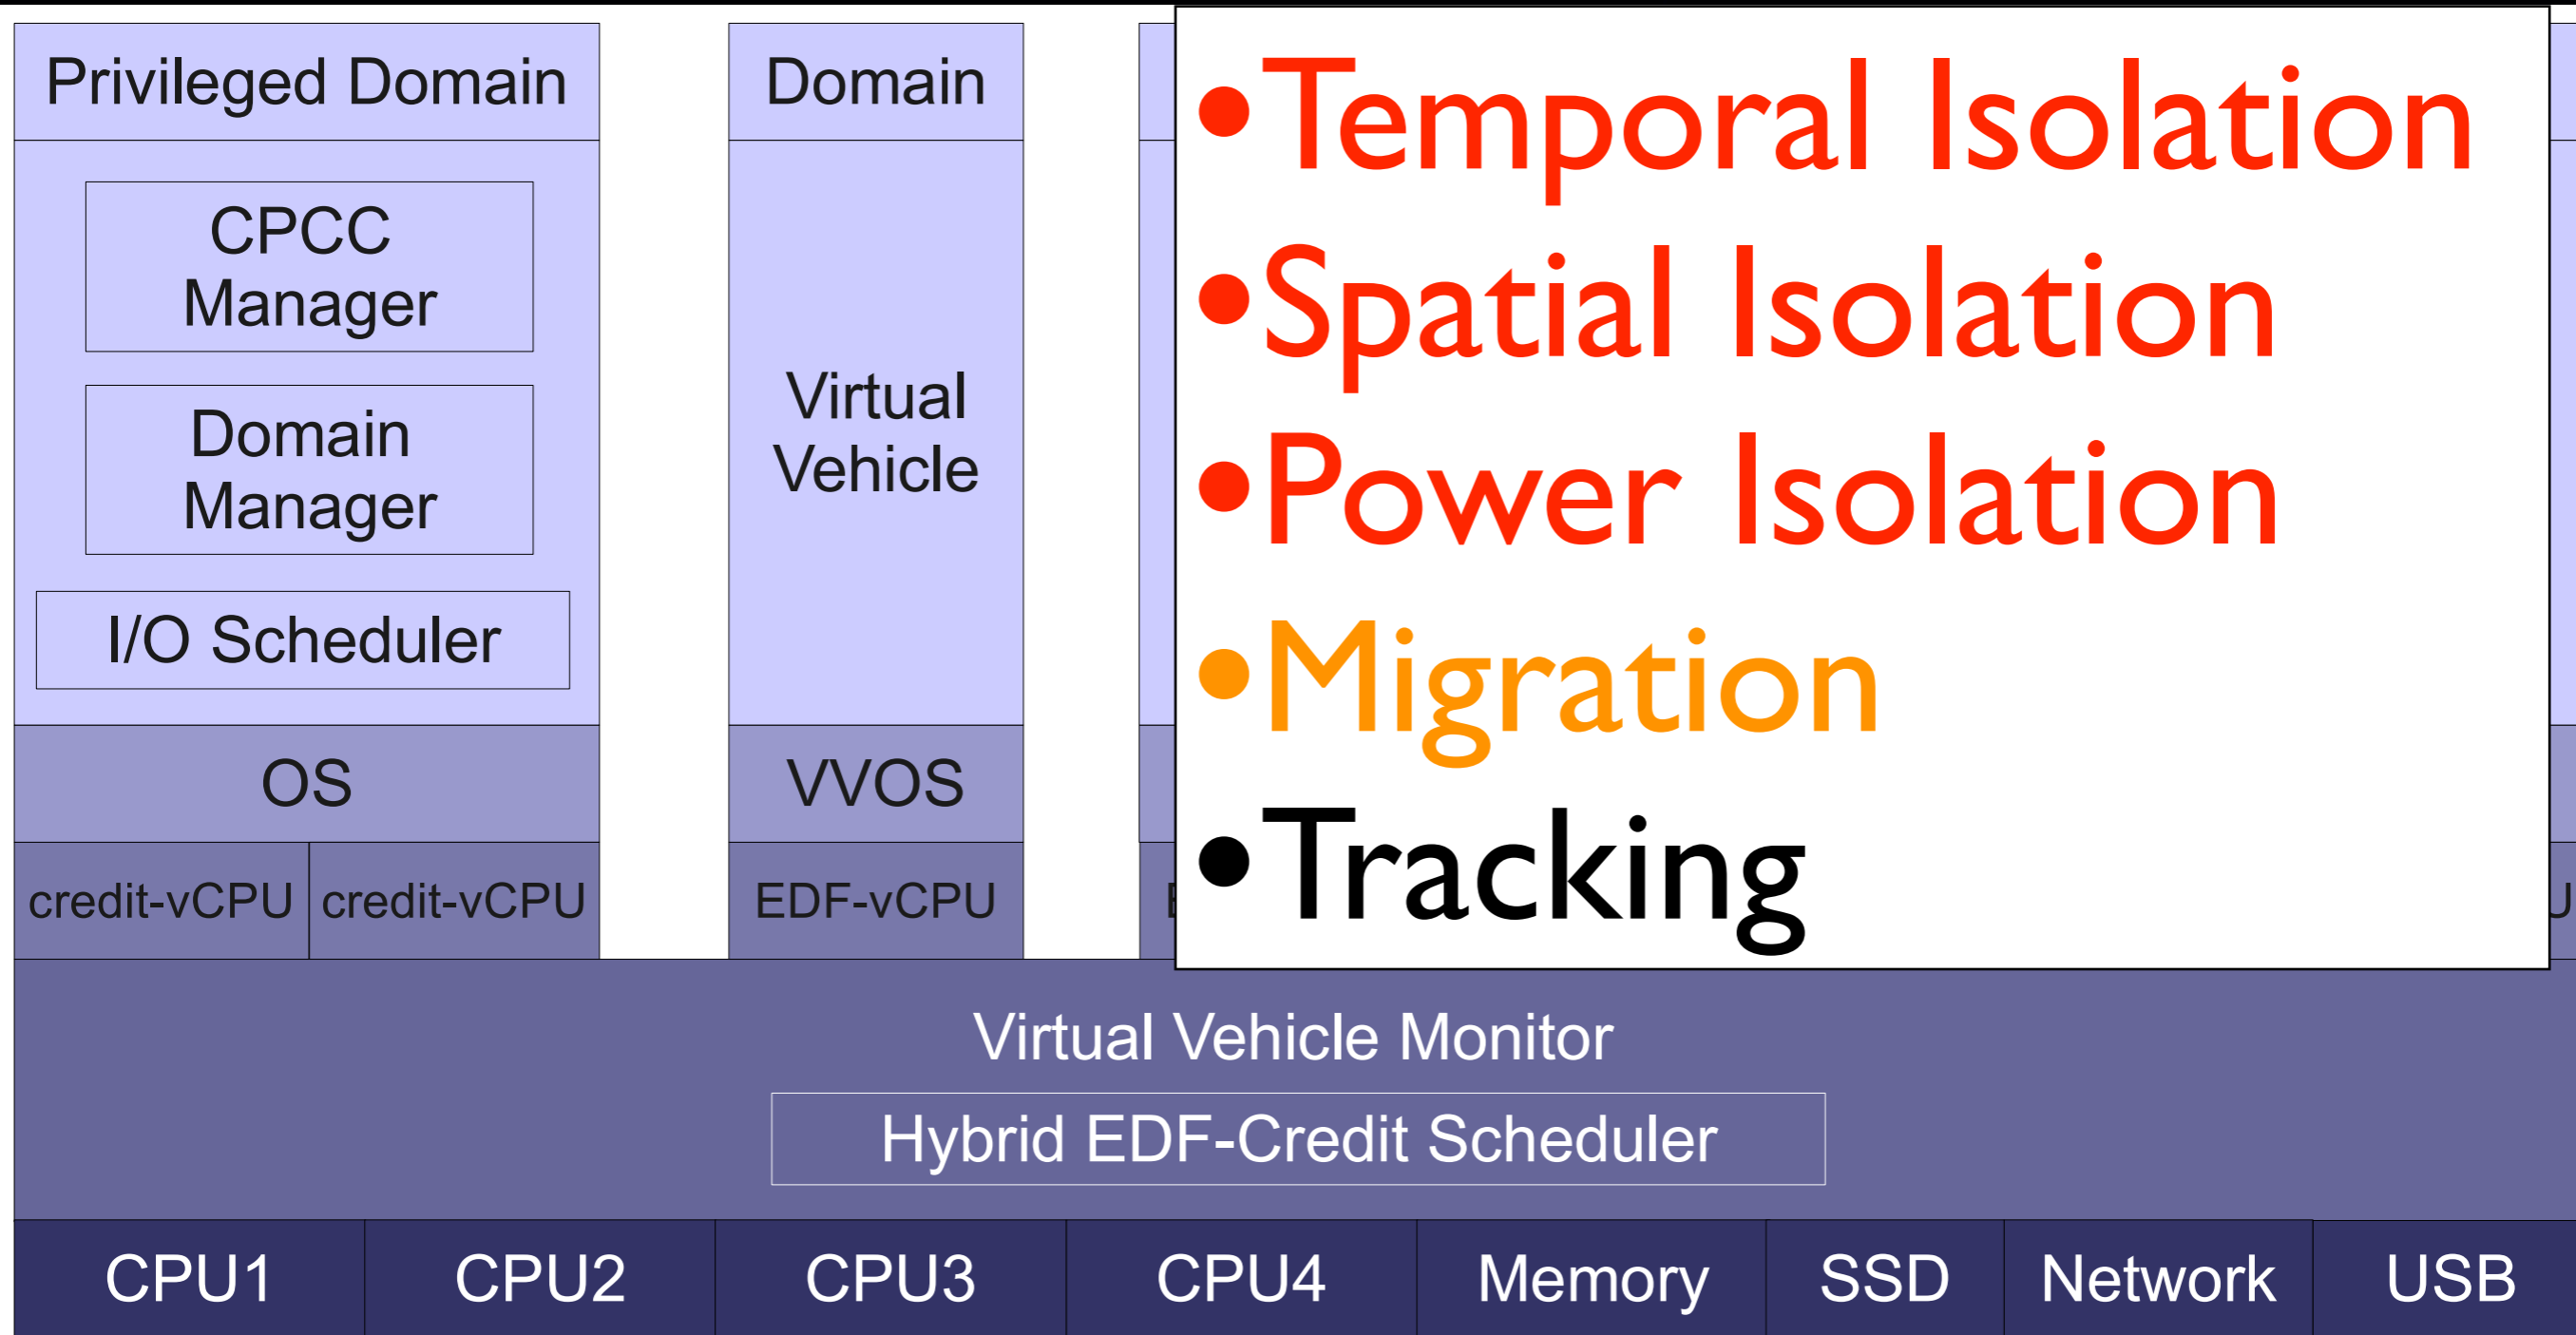 Privileged Domain
CPCC
Manager
Domain
Manager
I/O Scheduler
OS
credit-vCPU
credit-vCPU
Domain
Virtual
Vehicle
VVOS
EDF-vCPU
•Temporal Isolation
•Spatial Isolation
•Power Isolation
•Migration
•Tracking
Virtual Vehicle Monitor
Hybrid EDF-Credit Scheduler
CPU1
CPU2
CPU3
CPU4
Memory
SSD
Network
USB